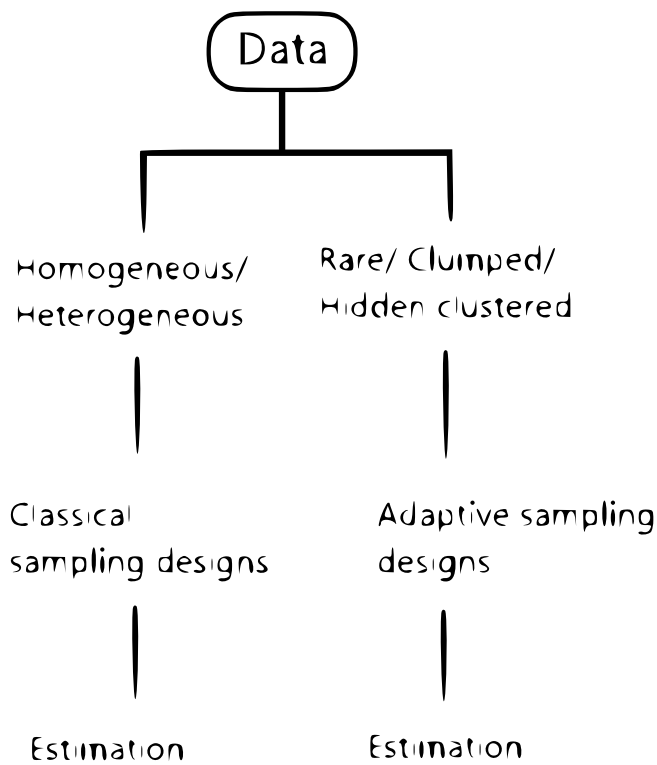 Data
Homogeneous/
Heterogeneous
Rare/ Clumped/
Hidden clustered
Classical
sampling designs
Adaptive sampling
designs
Estimation
Estimation